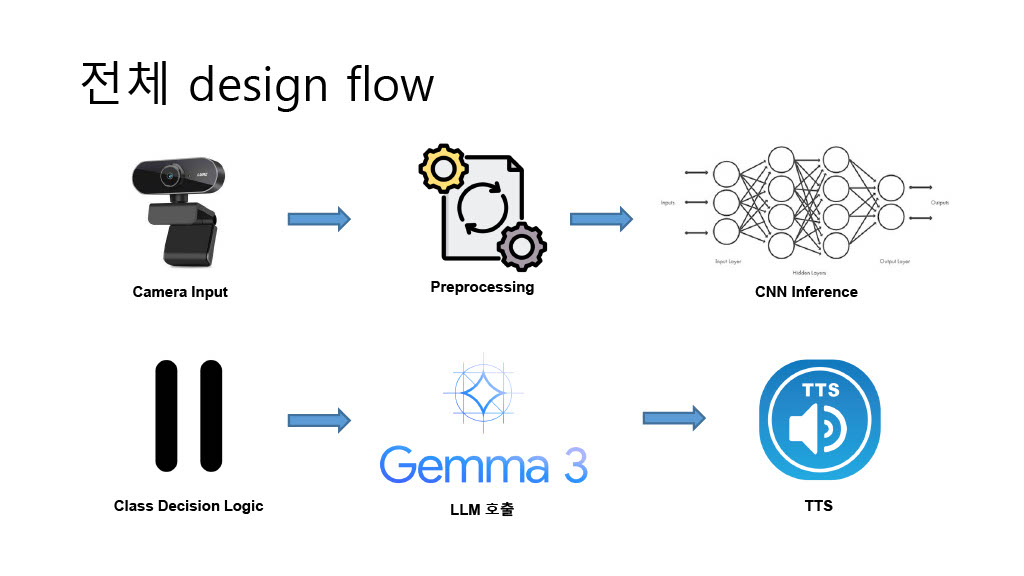 전체 design flow
Camera Input
Preprocessing
Inputs
Outputs
Input Layer
Hidden Layers
Output Layer
CNN Inference
Class Decision Logic
Gemma 3
LLM 호출
TTS
TTS